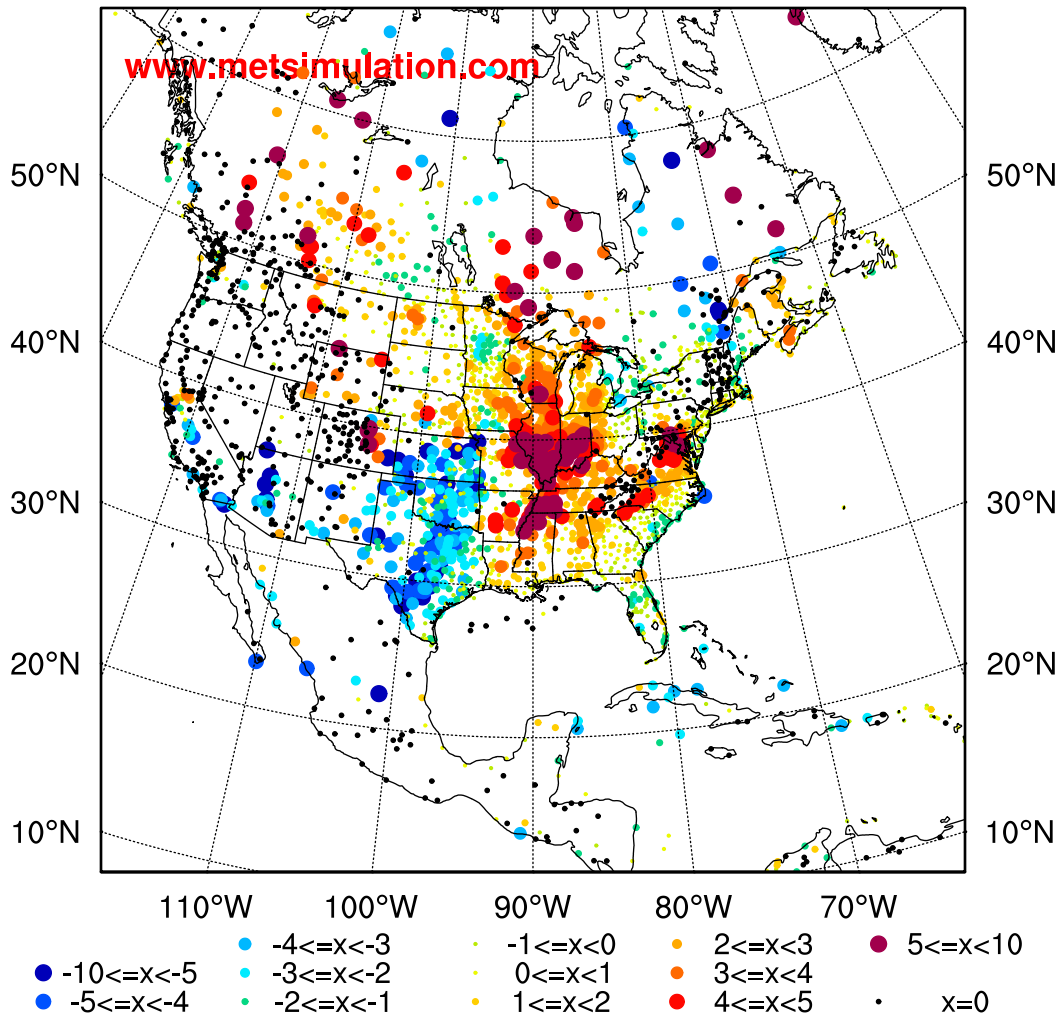 www.metsimulation.com
50°N 50°N
40°N 40°N
30°N 30°N
20°N 20°N
10°N 10°N
110°W 100°W 90°W 80°W 70°W
-4<=x<-3 -1<=x<0 2<=x<3 5<=x<10
-10<=x<-5 -3<=x<-2 0<=x<1 3<=x<4
-5<=x<-4 -2<=x<-1 1<=x<2 4<=x<5 x=0